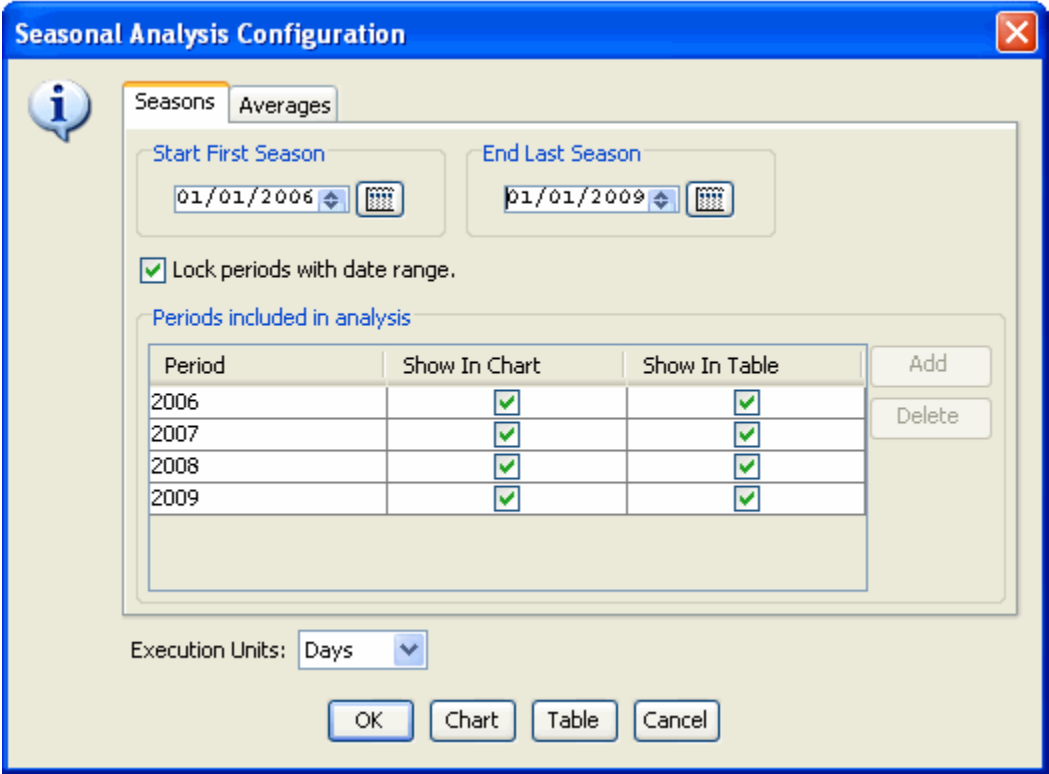 Seasonal Analysis Configuration
Seasons Averages
Start First Season End Last Season
01/01/2006 01/01/2009
Lock periods with date range.
Periods included in analysis
Period Show In Chart Show In Table Add
2006
Delete
2007
2008
2009
Execution Units: Days
OK Chart Table Cancel